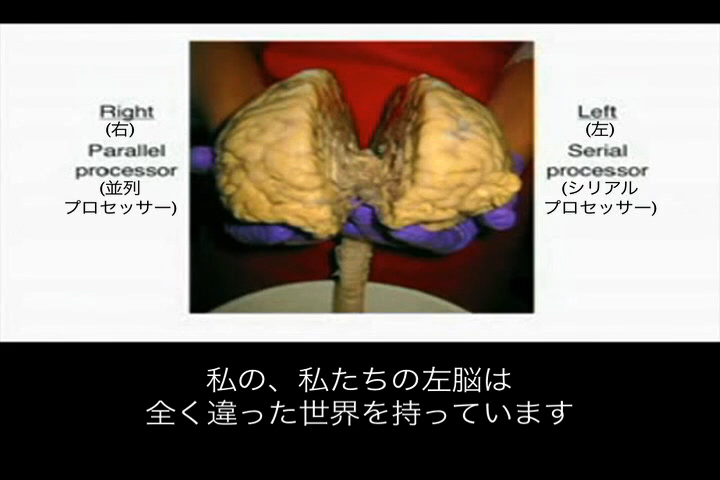 Right
(右)
Parallel
processor
(並列
プロセッサー)
Left
(左)
Serial
processor
(シリアル
プロセッサー)
私の、私たちの左脳は
全く違った世界を持っています